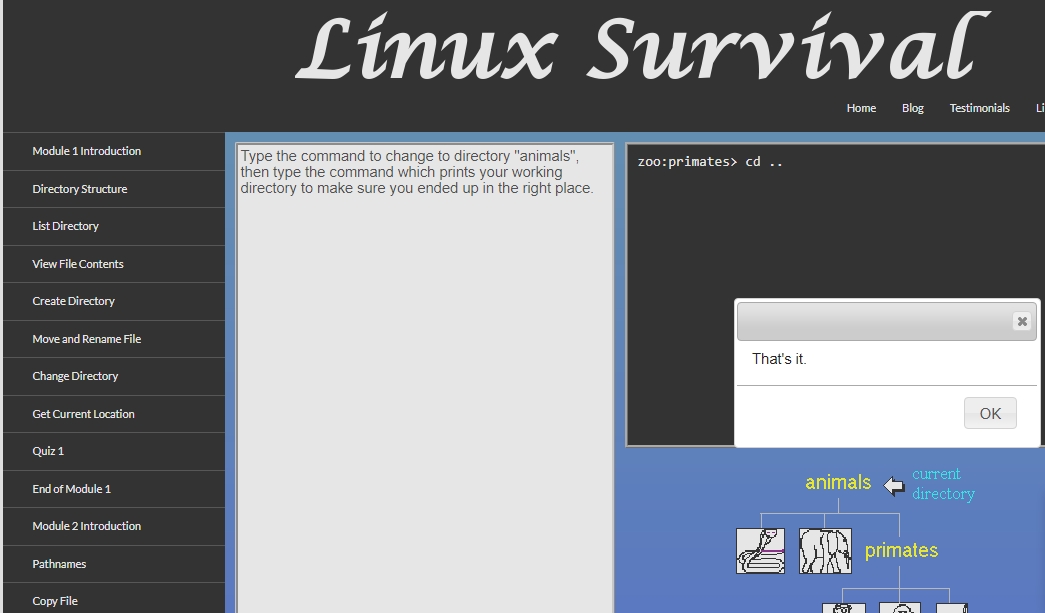 Linux Survival
Home Blog Testimonials Li
Module 1 Introduction
Directory Structure
List Directory
View File Contents
Create Directory
Move and Rename File
Change Directory
Get Current Location
Quiz 1
End of Module 1
Module 2 Introduction
Pathnames
Copy File
Type the command to change to directory "animals",
then type the command which prints your working
directory to make sure you ended up in the right place.
zoo:primates> cd ..
That's it.
OK
animals
current
directory
primates